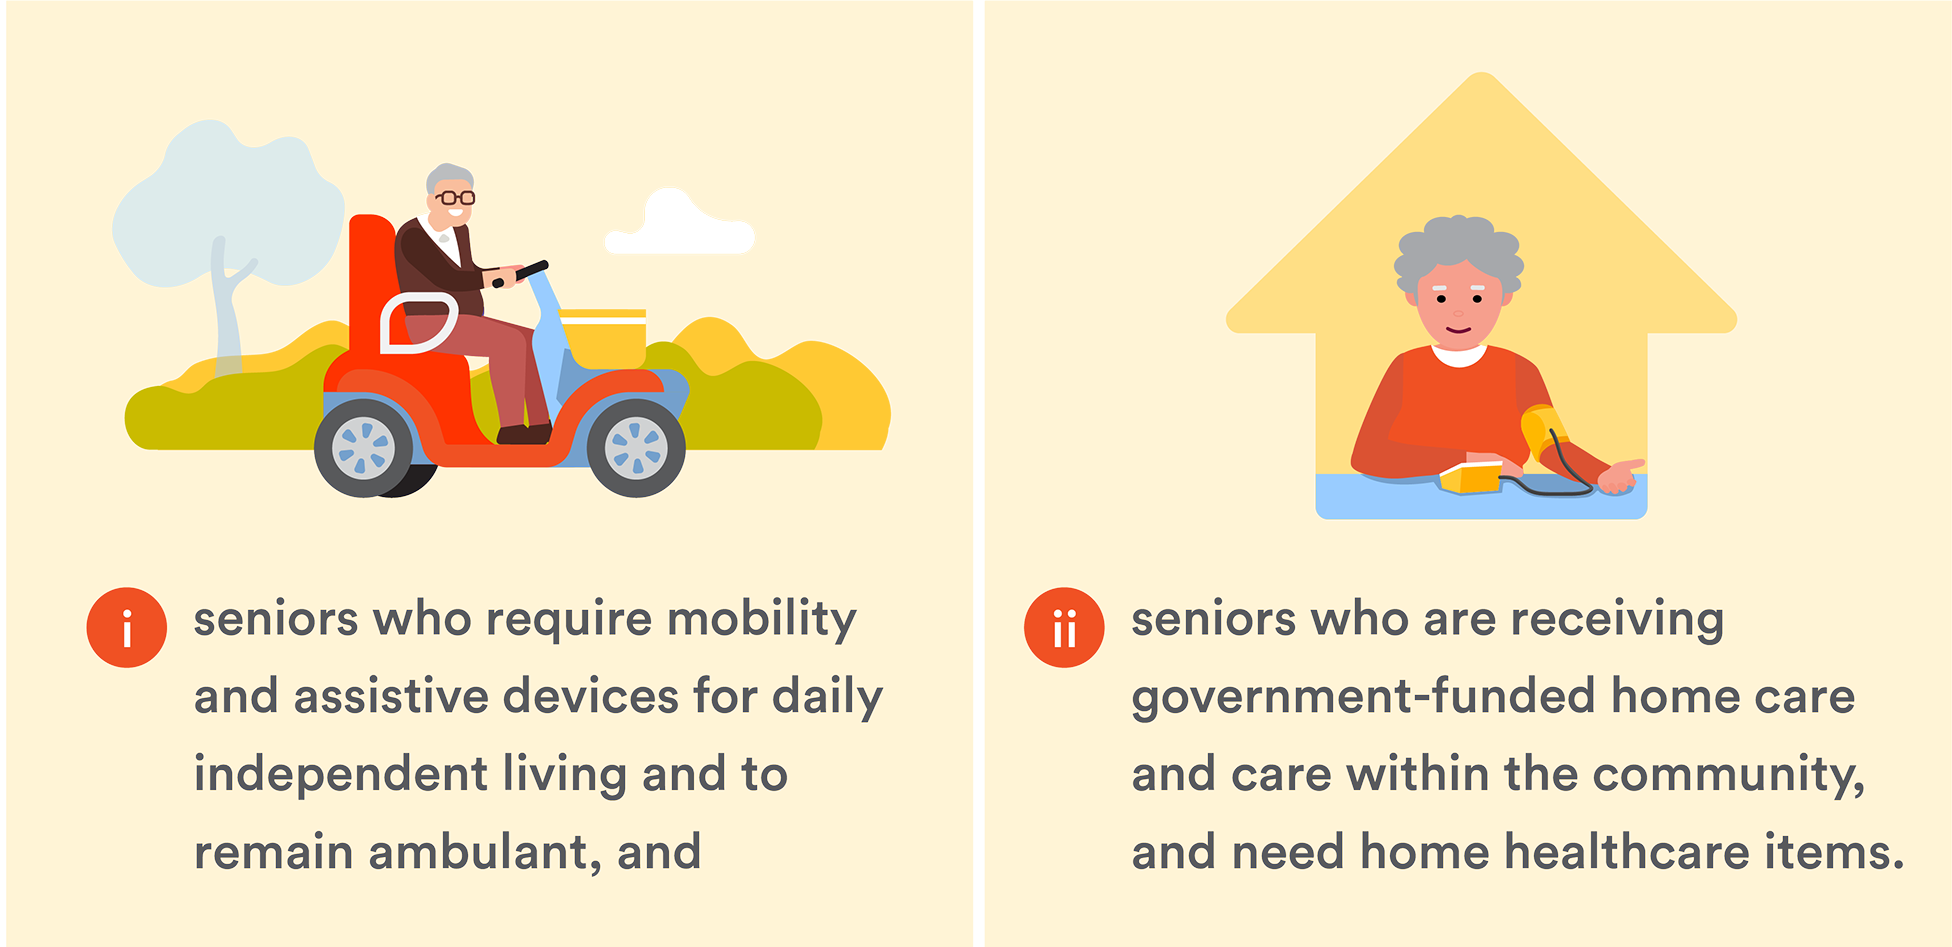 i
seniors who require mobility
and assistive devices for daily
independent living and to
remain ambulant, and
ii
seniors who are receiving
government-funded home care
and care within the community,
and need home healthcare items.